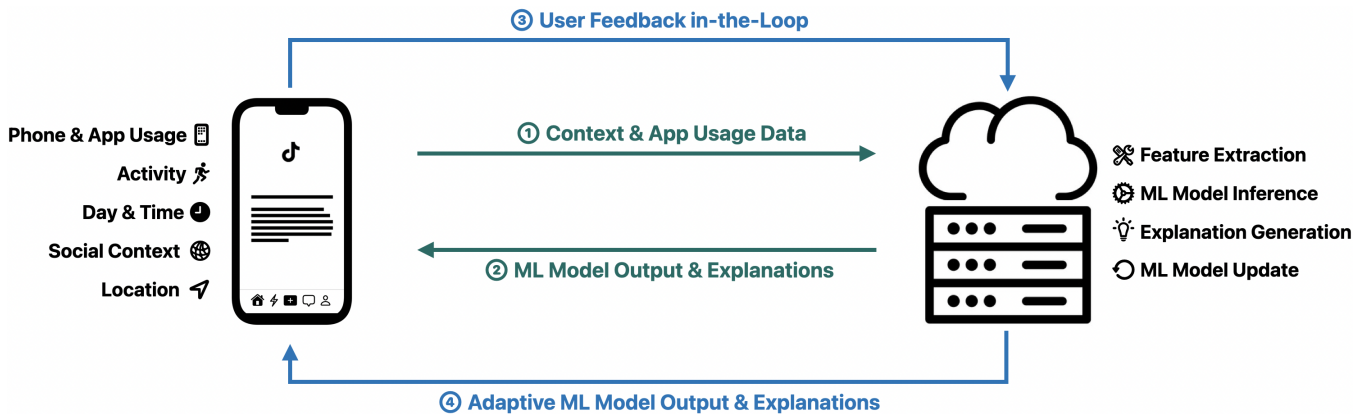 ③ User Feedback in-the-Loop
Phone & App Usage
Activity
Day & Time
Social Context
Location
① Context & App Usage Data
② ML Model Output & Explanations
Feature Extraction
ML Model Inference
Explanation Generation
ML Model Update
④ Adaptive ML Model Output & Explanations